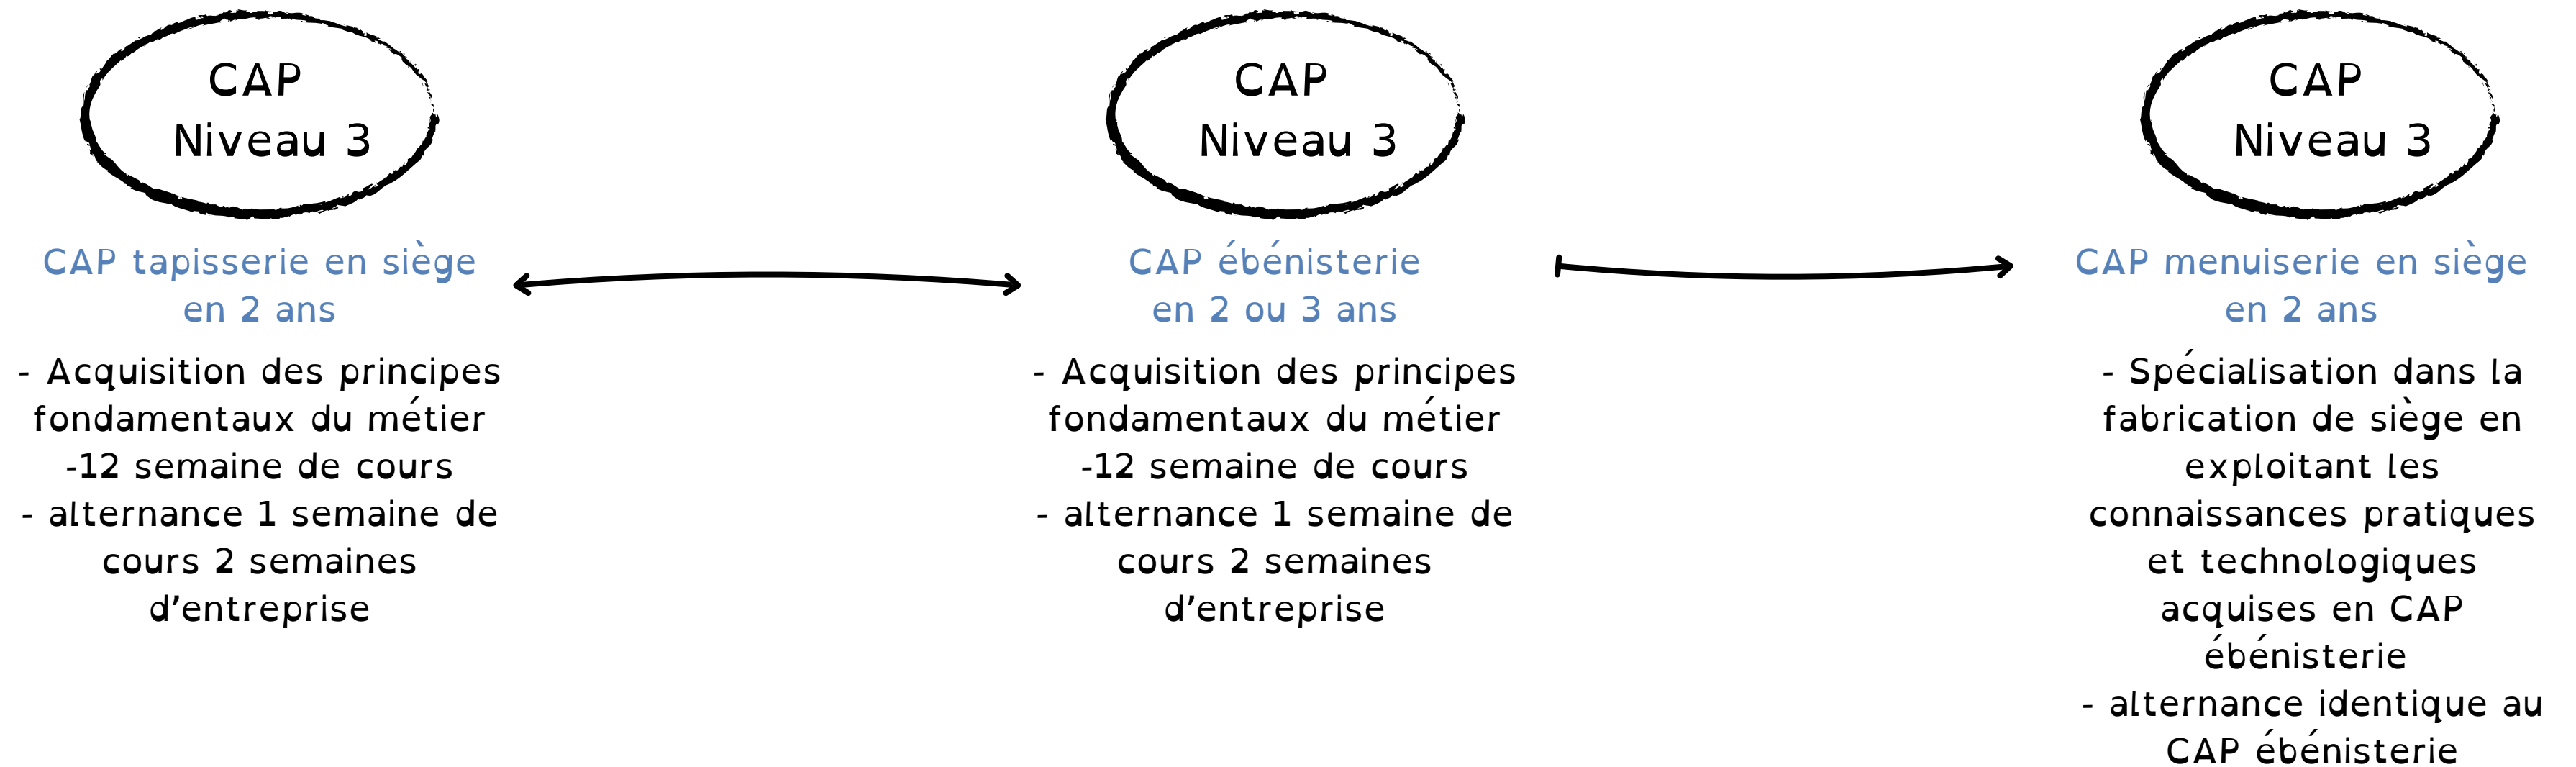 CAP
Niveau 3
CAP tapisserie en siège
en 2 ans
- Acquisition des principes
fondamentaux du métier
-12 semaine de cours
- alternance 1 semaine de
cours 2 semaines
d'entreprise
CAP
Niveau 3
CAP ébénisterie
en 2 ou 3 ans
- Acquisition des principes
fondamentaux du métier
-12 semaine de cours
- alternance 1 semaine de
cours 2 semaines
d'entreprise
CAP
Niveau 3
CAP menuiserie en siège
en 2 ans
- Spécialisation dans la
fabrication de siège en
exploitant les
connaissances pratiques
et technologiques
acquises en CAP
ébénisterie
- alternance identique au
CAP ébénisterie